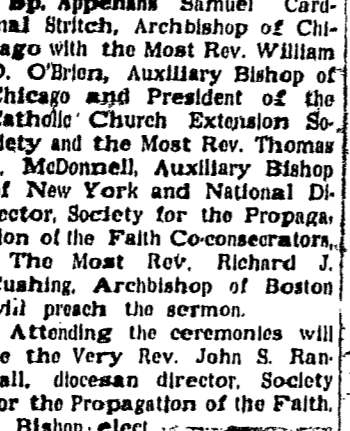 Bp. Appelhans Samuel Card-
nal Stritch, Archbishop of Chi-
ago with the Most Rev. William
D. O'Brien, Auxiliary Bishop of
Chicago and President of the
Catholic Church Extension So-
iety and the Most Rev. Thomas
. McDonnell, Auxiliary Bishop
of New York and National Di-
ector, Society for the Propaga-
ion of the Faith Co-consecrators,
The Most Rev. Richard J.
Cushing, Archbishop of Boston
will preach the sermon.
Attending the ceremonies will
e the Very Rev. John S. Ran-
all, diocesan director, Society
or the Propagation of the Faith.
Bishop-elect